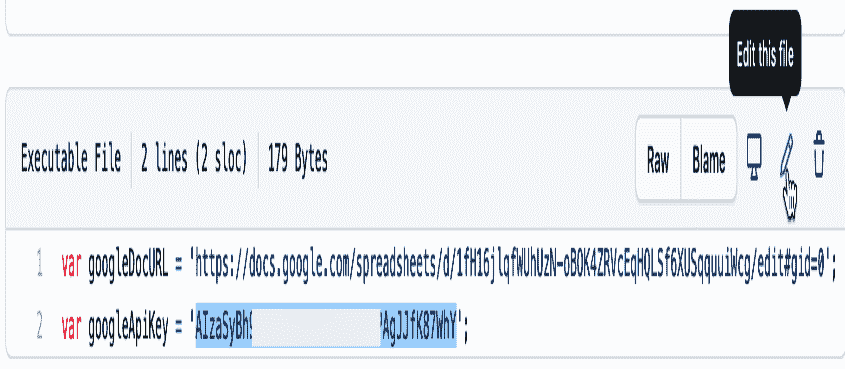 Edit this file
Executable File 2 lines (2 sloc) 179 Bytes Raw Blame
1 var googleDocURL = 'https://docs.google.com/spreadsheets/d/1fH16jlqfWUhUzN-oBOK4ZRVcEqHQLSf6XUSqquuiWcg/edit#gid=0';
2 var googleApiKey = 'AIzaSyBhS AgJJfK87WhY';